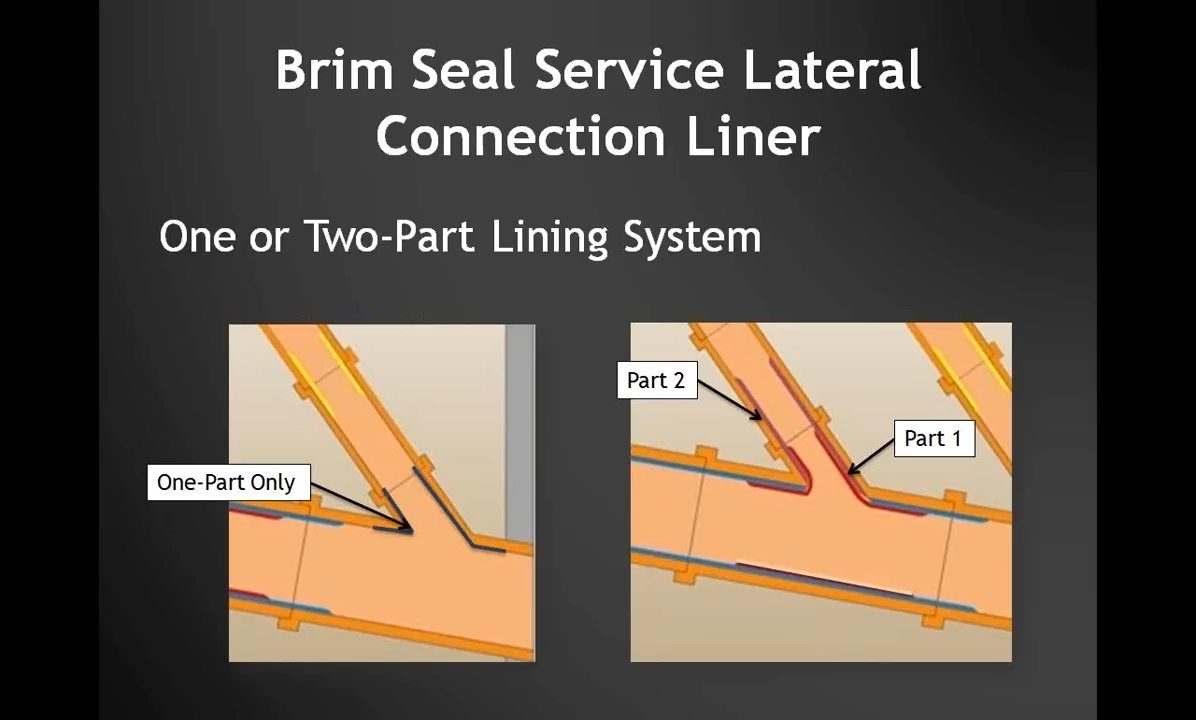 Brim Seal Service Lateral
Connection Liner
One or Two-Part Lining System
One-Part Only
Part 2
Part 1